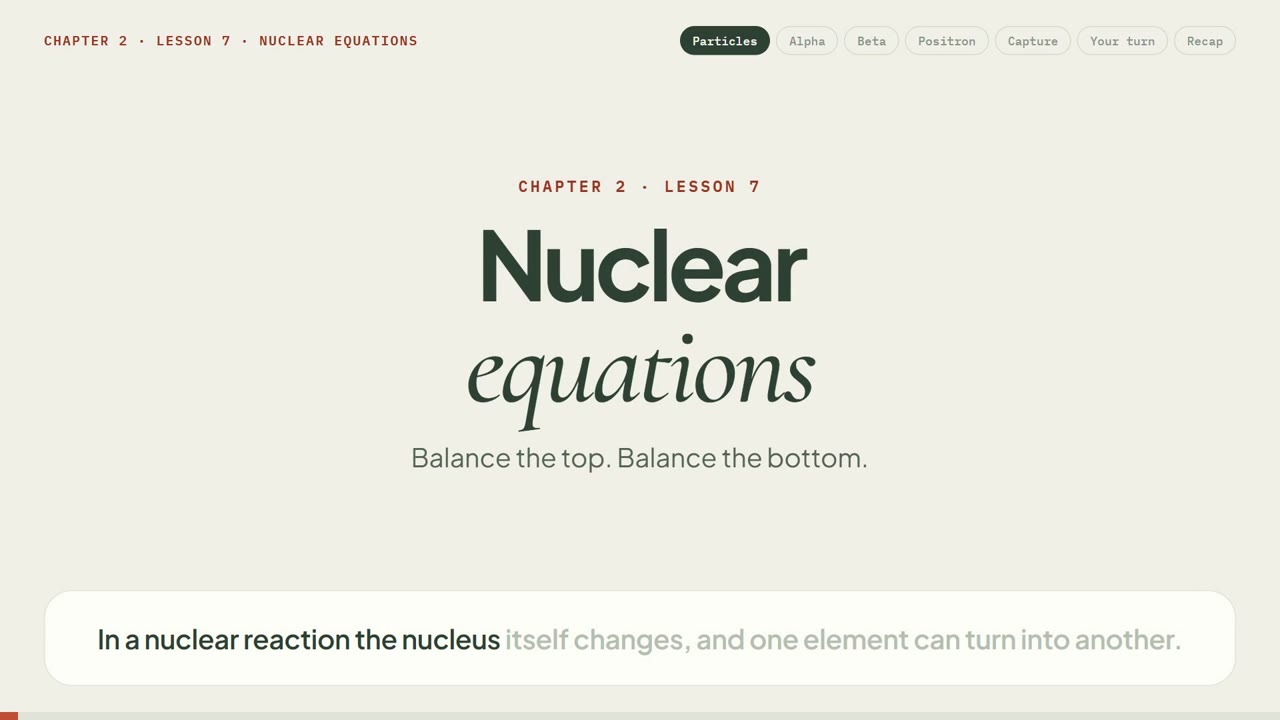 CHAPTER 2 · LESSON 7 · NUCLEAR EQUATIONS
Particles Alpha Beta Positron Capture Your turn Recap
CHAPTER 2 · LESSON 7
Nuclear
equations
Balance the top. Balance the bottom.
In a nuclear reaction the nucleus itself changes, and one element can turn into another.